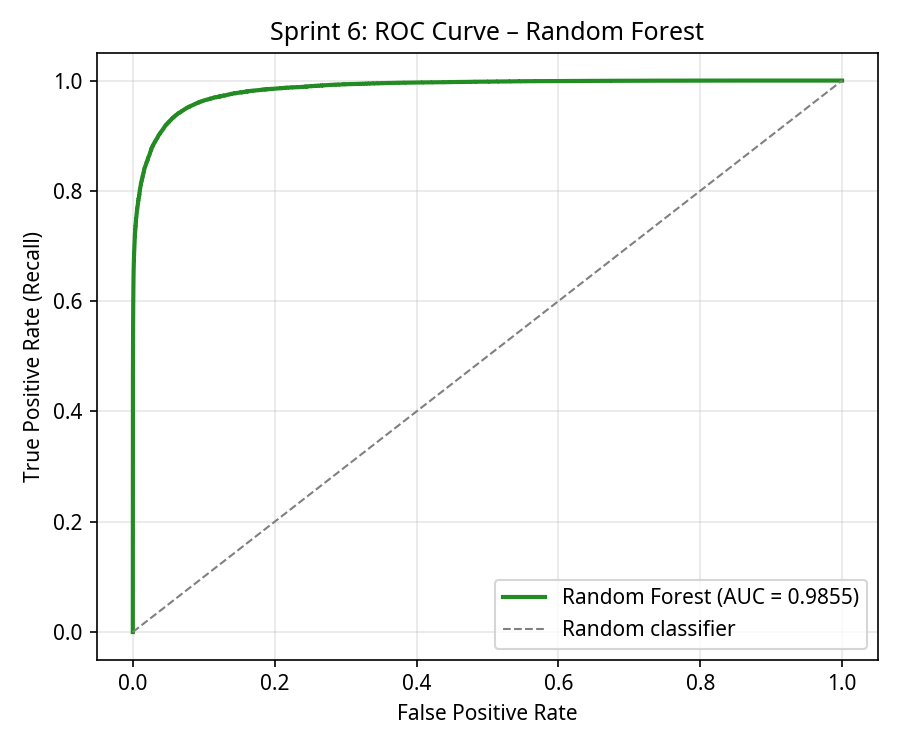 Sprint 6: ROC Curve – Random Forest
True Positive Rate (Recall)
1.0
0.8
0.6
0.4
0.2
0.0
Random Forest (AUC = 0.9855)
Random classifier
0.0 0.2 0.4 0.6 0.8 1.0
False Positive Rate